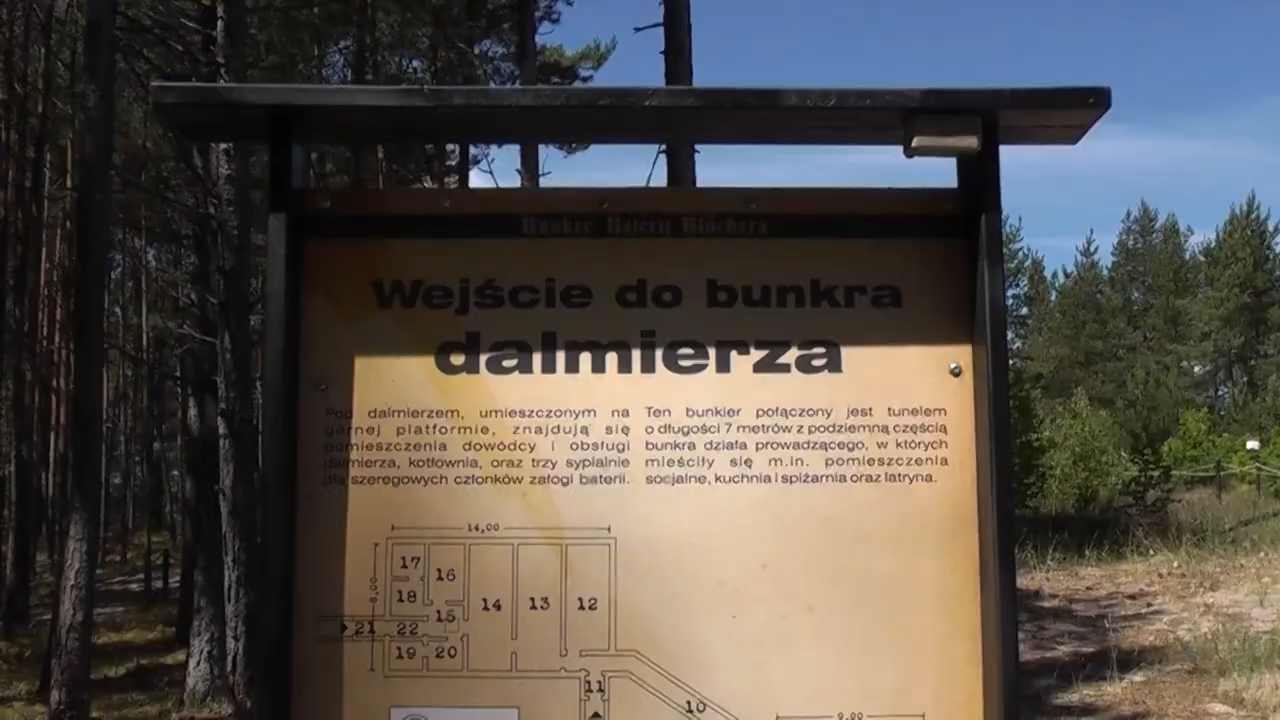 Bunkry Baterii Blüchera
Wejście do bunkra
dalmierza
Pod dalmierzem, umieszczonym na
górnej platformie, znajdują się
pomieszczenia dowódcy i obsługi
dalmierza, kotłownia, oraz trzy sypialnie
dla szeregowych członków załogi baterii.
Ten bunkier połączony jest tunelem
o długości 7 metrów z podziemną częścią
bunkra działa prowadzącego, w których
mieściły się m.in. pomieszczenia
socjalne, kuchnia i spiżarnia oraz latryna.
14,00
8,00
17
16
18
15
14
13
12
21
22
19
20
11
10
9,00